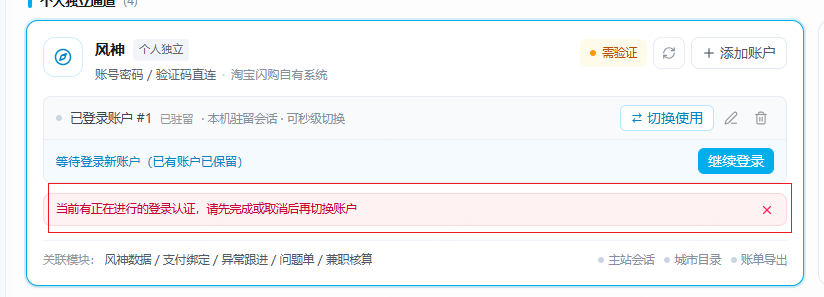 个人独立通道 (4)
风神 个人独立
需验证 添加账户
账号密码 / 验证码直连 · 淘宝闪购自有系统
已登录账户 #1 已驻留 · 本机驻留会话 · 可秒级切换 切换使用
等待登录新账户（已有账户已保留） 继续登录
当前有正在进行的登录认证，请先完成或取消后再切换账户
关联模块： 风神数据 / 支付绑定 / 异常跟进 / 问题单 / 兼职核算 主站会话 城市目录 账单导出